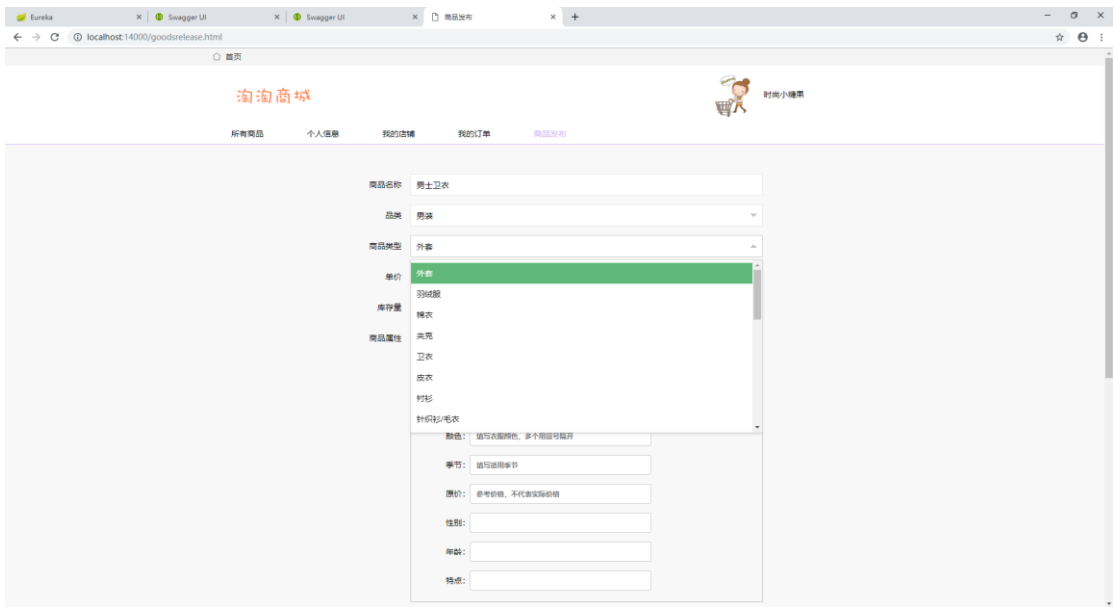 Eureka
Swagger UI
Swagger UI
商品发布
localhost:14000/goodsrelease.html
首页
淘淘商城
时尚小糖果
所有商品 个人信息 我的店铺 我的订单 商品发布
商品名称 男士卫衣
品类 男装
商品类型 外套
单价 外套
羽绒服
库存量 棉衣
商品属性 夹克
卫衣
皮衣
衬衫
针织衫/毛衣
颜色: 填写衣服颜色,多个用逗号隔开
季节: 填写适用季节
原价: 参考价格,不代表实际价格
性别:
年龄:
特点: